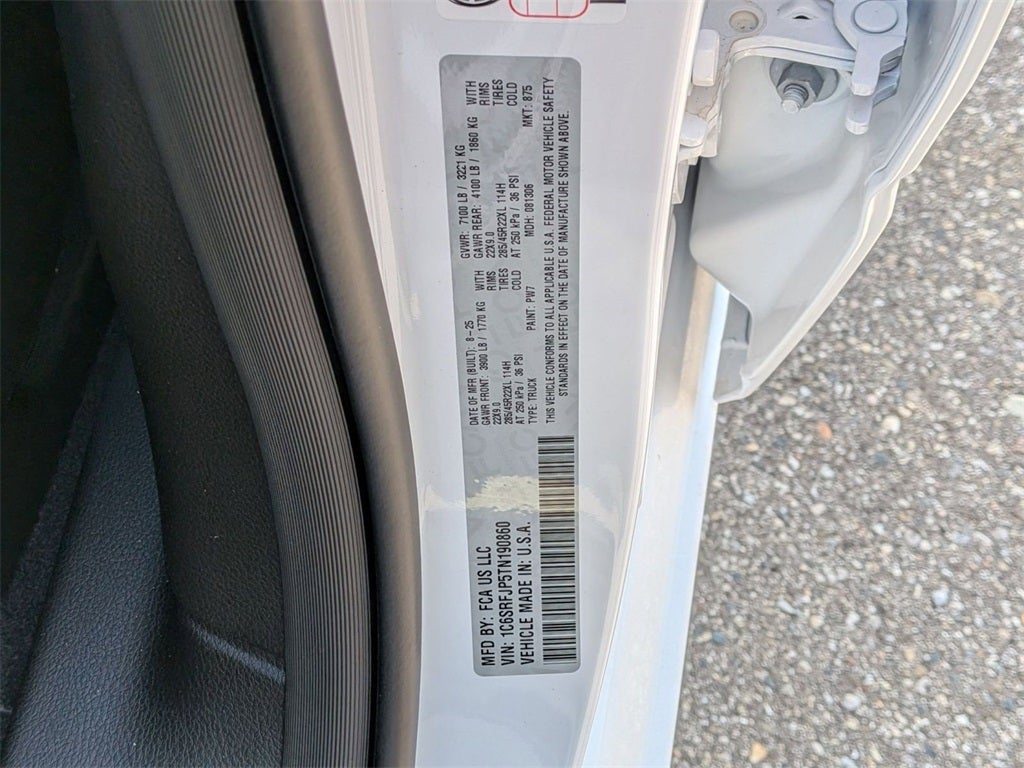 MFD BY: FCA US LLC
VIN: 1C6SRFJP5TN190860
VEHICLE MADE IN: U.S.A.
DATE OF MFR (BUILT): 8-25 GVWR: 7100 LB / 3221 KG
GAWR FRONT: 3900 LB / 1770 KG WITH GAWR REAR: 4100 LB / 1860 KG WITH
22X9.0 RIMS 22X9.0 RIMS
285/45R22XL 114H TIRES 285/45R22XL 114H TIRES
AT 250 kPa / 36 PSI COLD AT 250 kPa / 36 PSI COLD
TYPE: TRUCK PAINT: PW7 MDH: 081306 MKT: 875
THIS VEHICLE CONFORMS TO ALL APPLICABLE U.S.A. FEDERAL MOTOR VEHICLE SAFETY
STANDARDS IN EFFECT ON THE DATE OF MANUFACTURE SHOWN ABOVE.